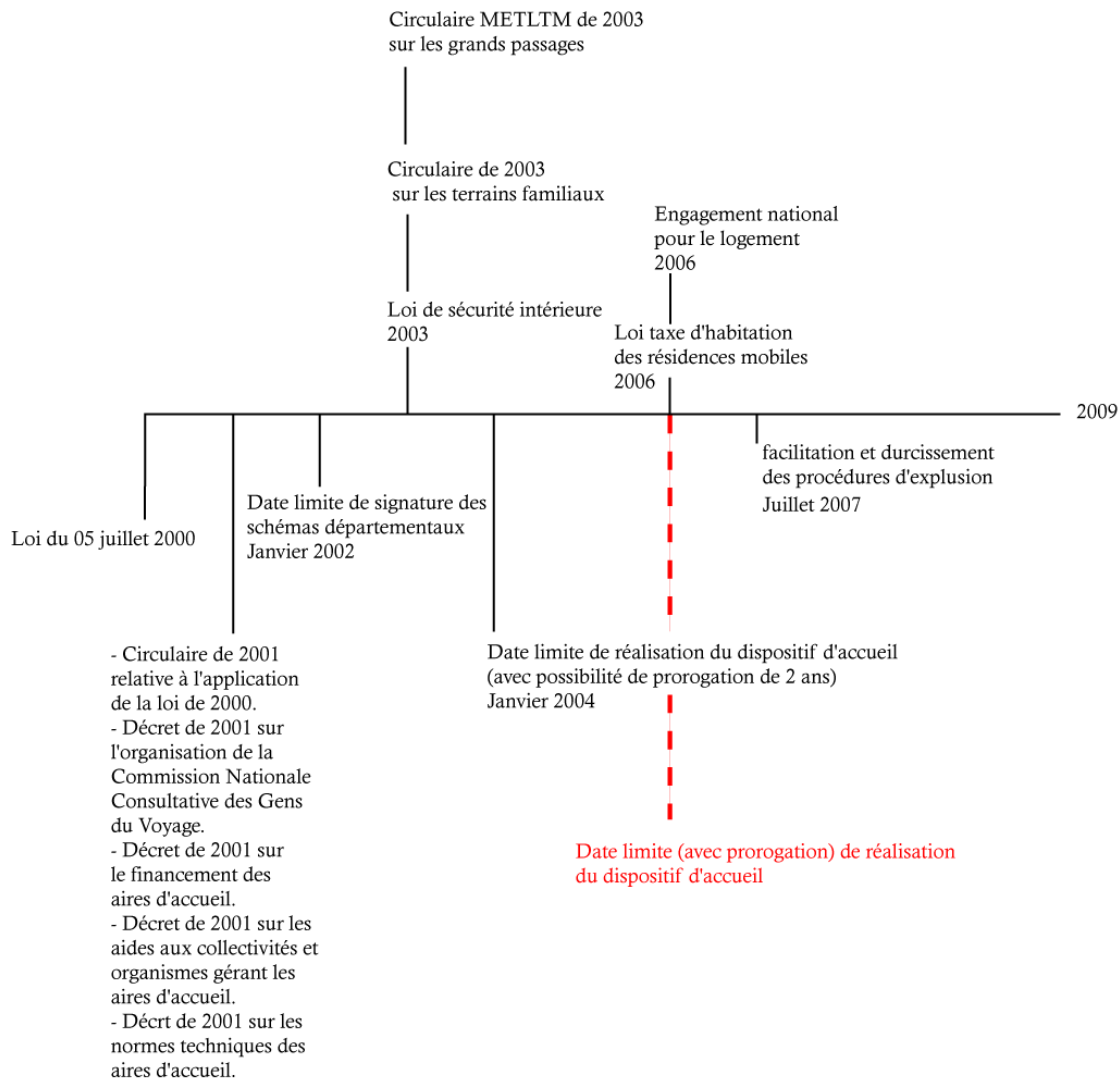 Circulaire METLTM de 2003
sur les grands passages
Circulaire de 2003
sur les terrains familiaux
Engagement national
pour le logement
2006
Loi de sécurité intérieure
2003
Loi taxe d'habitation
des résidences mobiles
2006
2009
facilitation et durcissement
des procédures d'explusion
Juillet 2007
Date limite de signature des
schémas départementaux
Janvier 2002
Loi du 05 juillet 2000
- Circulaire de 2001
relative à l'application
de la loi de 2000.
- Décret de 2001 sur
l'organisation de la
Commission Nationale
Consultative des Gens
du Voyage.
- Décret de 2001 sur
le financement des
aires d'accueil.
- Décret de 2001 sur les
aides aux collectivités et
organismes gérant les
aires d'accueil.
- Décrt de 2001 sur les
normes techniques des
aires d'accueil.
Date limite de réalisation du dispositif d'accueil
(avec possibilité de prorogation de 2 ans)
Janvier 2004
Date limite (avec prorogation) de réalisation
du dispositif d'accueil